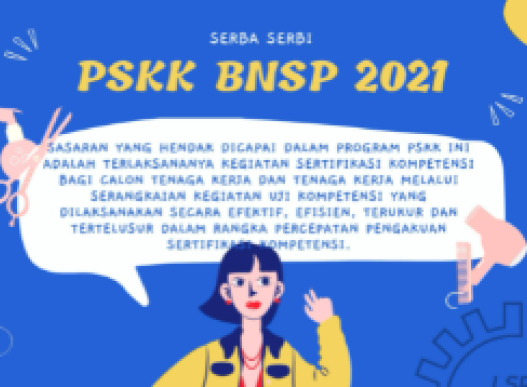 SERBA SERBI
PSKK BNSP 2021
SASARAN YANG HENDAK DICAPAI DALAM PROGRAM PSKK INI
ADALAH TERLAKSANANYA KEGIATAN SERTIFIKASI KOMPETENSI
BAGI CALON TENAGA KERJA DAN TENAGA KERJA MELALUI
SERANGKAIAN KEGIATAN UJI KOMPETENSI YANG
DILAKSANAKAN SECARA EFEKTIF, EFISIEN, TERUKUR DAN
TERTELUSUR DALAM RANGKA PERCEPATAN PENGAKUAN
SERTIFIKASI KOMPETENSI.